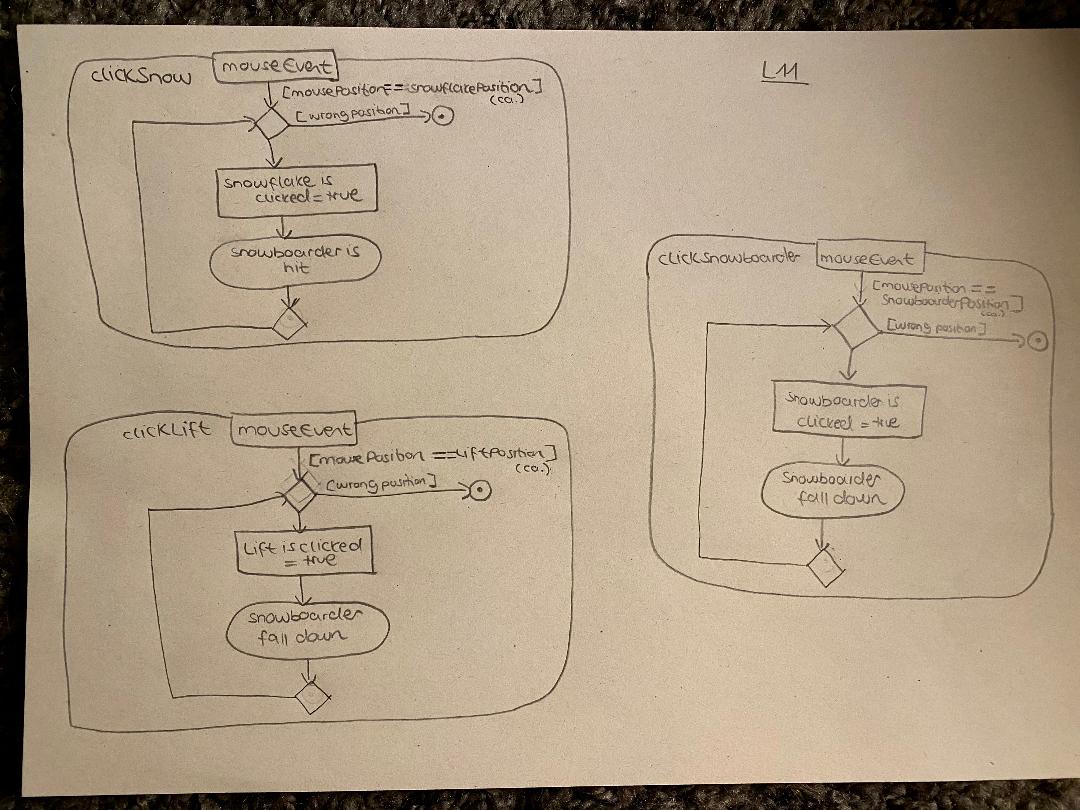 clickSnow
mouseEvent
[mousePosition == snowflakePosition]
(ca.)
[wrong position]
snowflake is
clicked = true
snowboarder is
hit
LM
clickSnowboarder
mouseEvent
[mousePosition ==
SnowboarderPosition]
(ca.)
[wrong position]
Snowboarder is
clicked = true
Snowboarder
fall down
clickLift
mouseEvent
[mousePosition == LiftPosition]
(ca.)
[wrong position]
Lift is clicked
= true
snowboarder
fall down